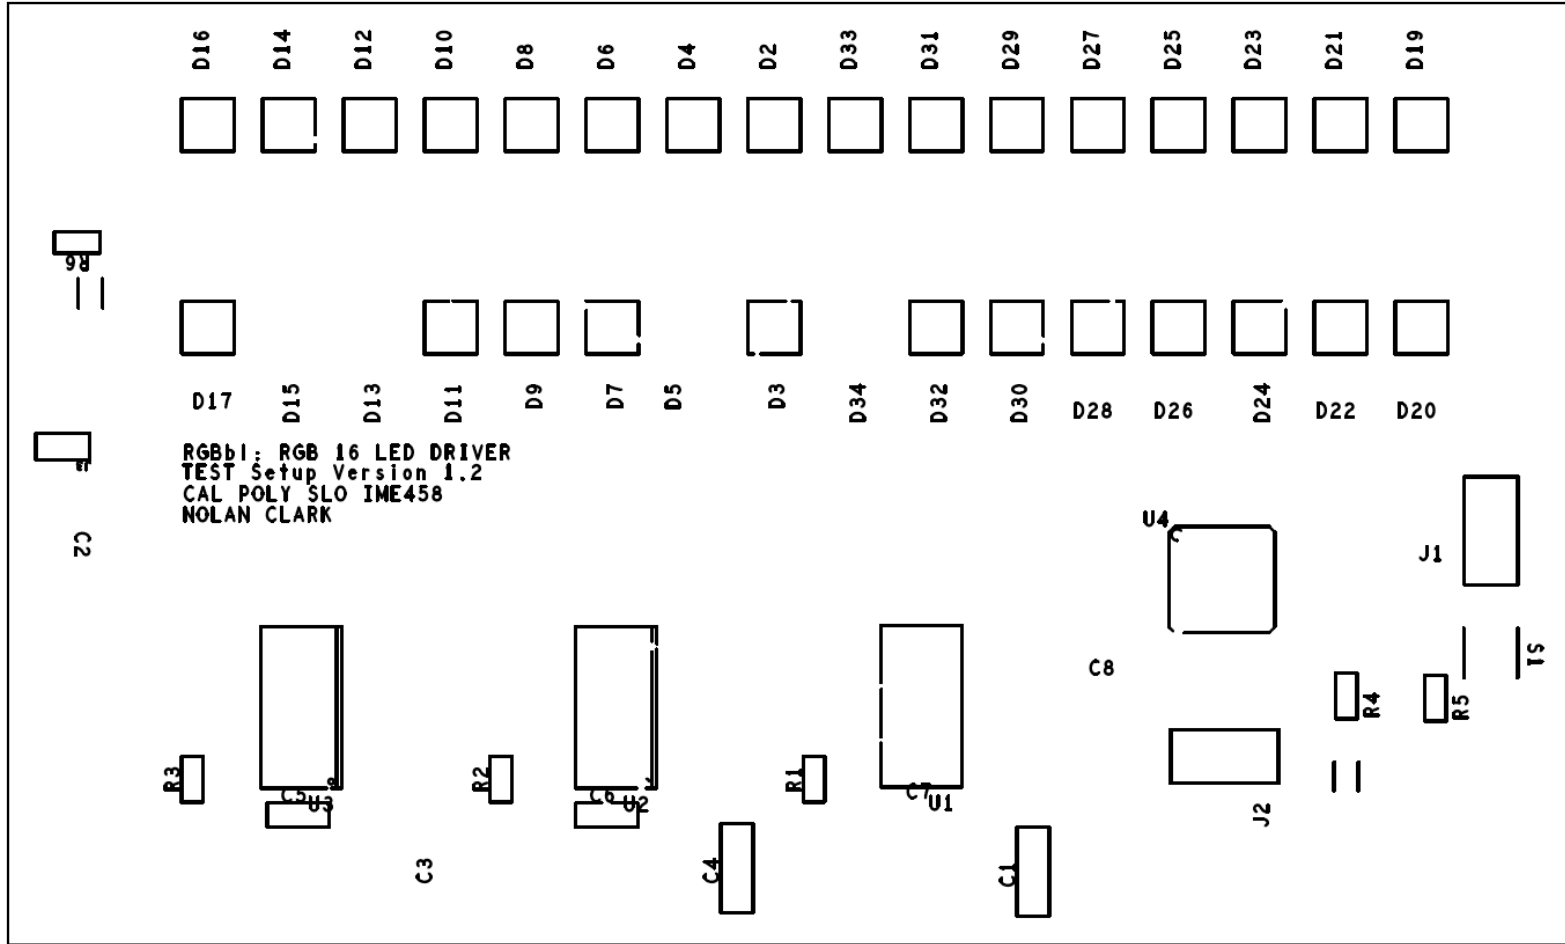 D16 D14 D12 D10 D8 D6 D4 D2 D33 D31 D29 D27 D25 D23 D21 D19
R6
D17 D15 D13 D11 D9 D7 D5 D3 D34 D32 D30 D28 D26 D24 D22 D20
RGBbl: RGB 16 LED DRIVER
TEST Setup Version 1.2
CAL POLY SLO IME458
NOLAN CLARK
J3
C2
U4
J1
S1
C8
R4
R5
R3
R2
R1
C5
U3
C6
U2
C7
U1
J2
C3
C4
C1